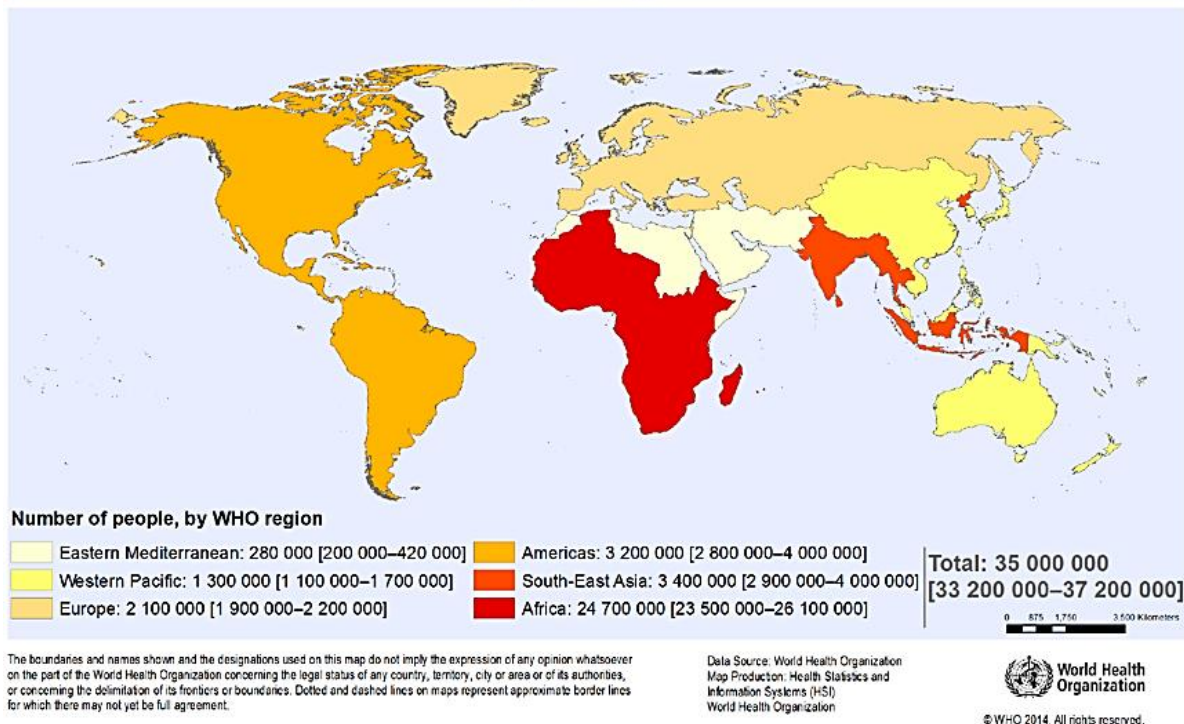 Number of people, by WHO region
Eastern Mediterranean: 280 000 [200 000–420 000]
Western Pacific: 1 300 000 [1 100 000–1 700 000]
Europe: 2 100 000 [1 900 000–2 200 000]
Americas: 3 200 000 [2 800 000–4 000 000]
South-East Asia: 3 400 000 [2 900 000–4 000 000]
Africa: 24 700 000 [23 500 000–26 100 000]
Total: 35 000 000
[33 200 000–37 200 000]
0 875 1,750 3,500 Kilometers
The boundaries and names shown and the designations used on this map do not imply the expression of any opinion whatsoever
on the part of the World Health Organization concerning the legal status of any country, territory, city or area or of its authorities,
or concerning the delimitation of its frontiers or boundaries. Dotted and dashed lines on maps represent approximate border lines
for which there may not yet be full agreement.
Data Source: World Health Organization
Map Production: Health Statistics and
Information Systems (HSI)
World Health Organization
World Health
Organization
© WHO 2014. All rights reserved.